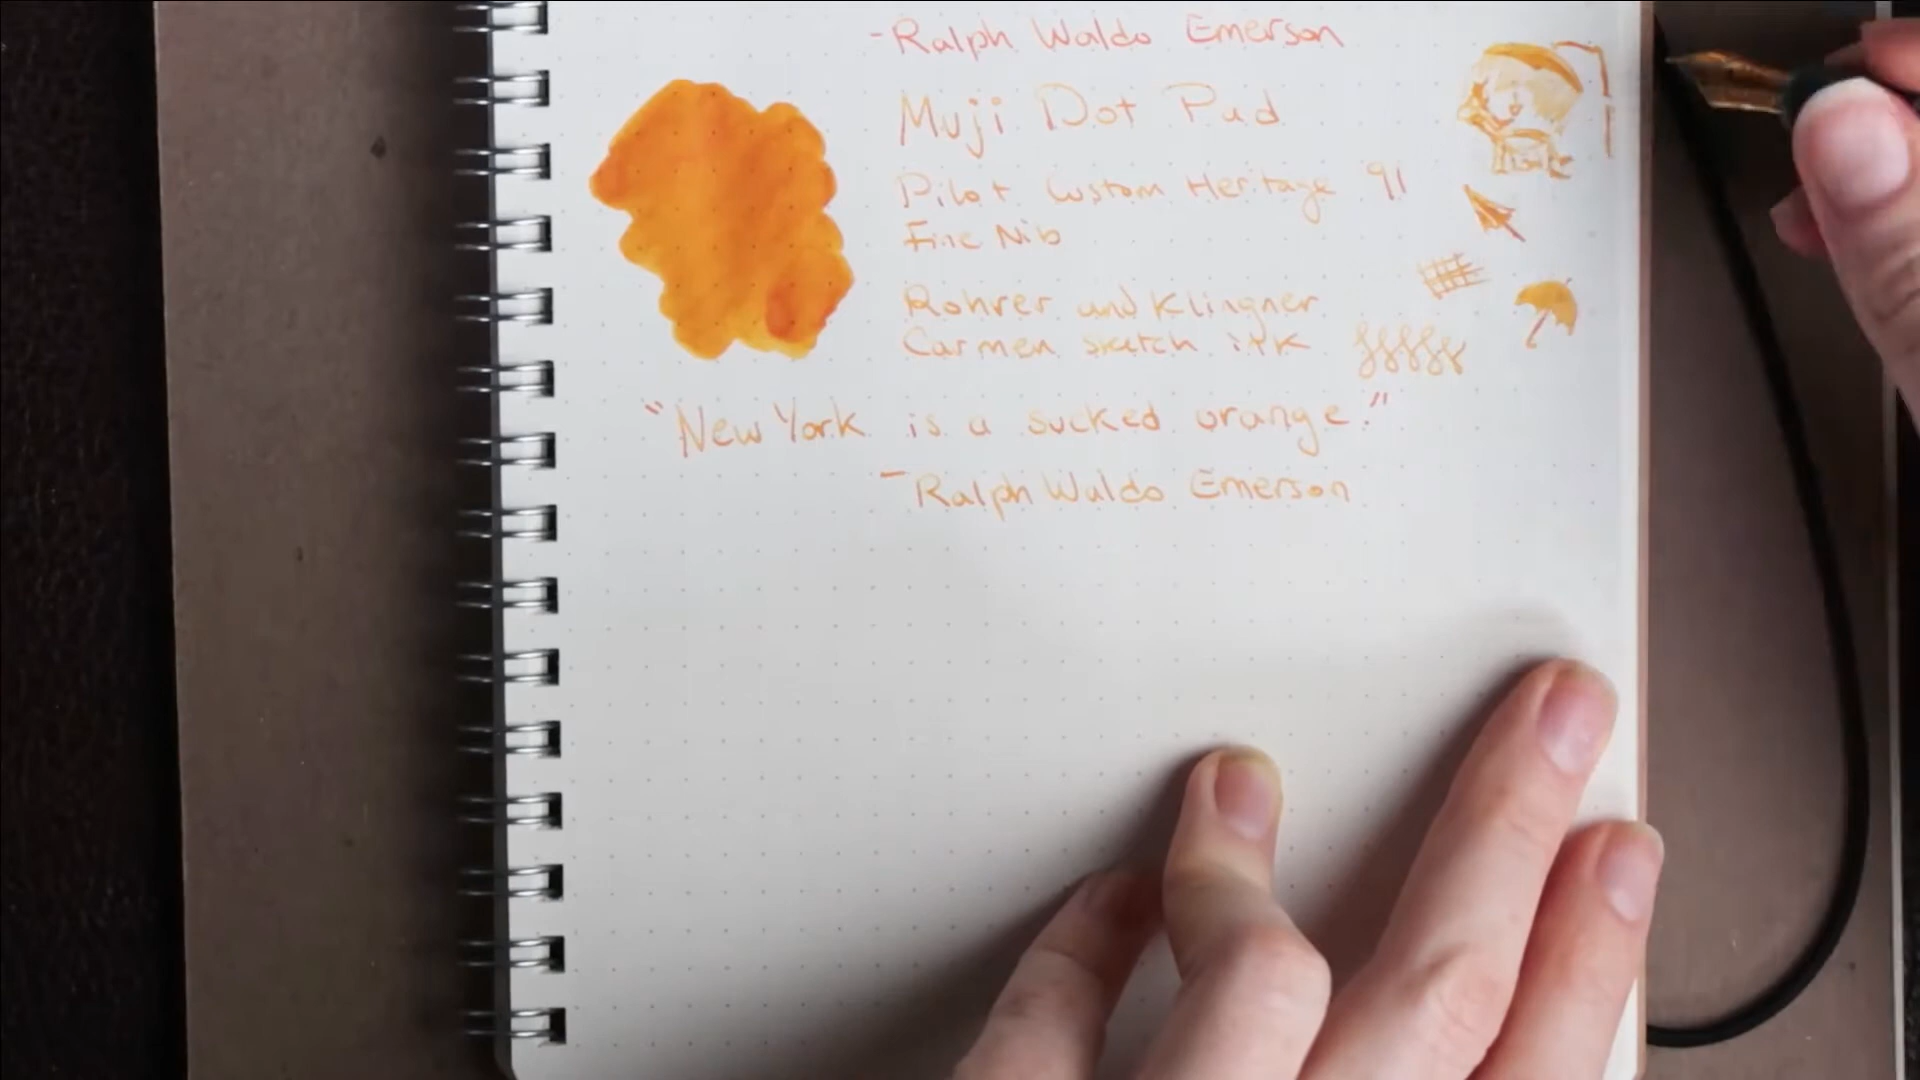 -Ralph Waldo Emerson
Muji Dot Pad
Pilot Custom Heritage 91
Fine Nib
Rohrer und Klingner
Carmen sketch ink
"New York is a sucked orange."
-Ralph Waldo Emerson